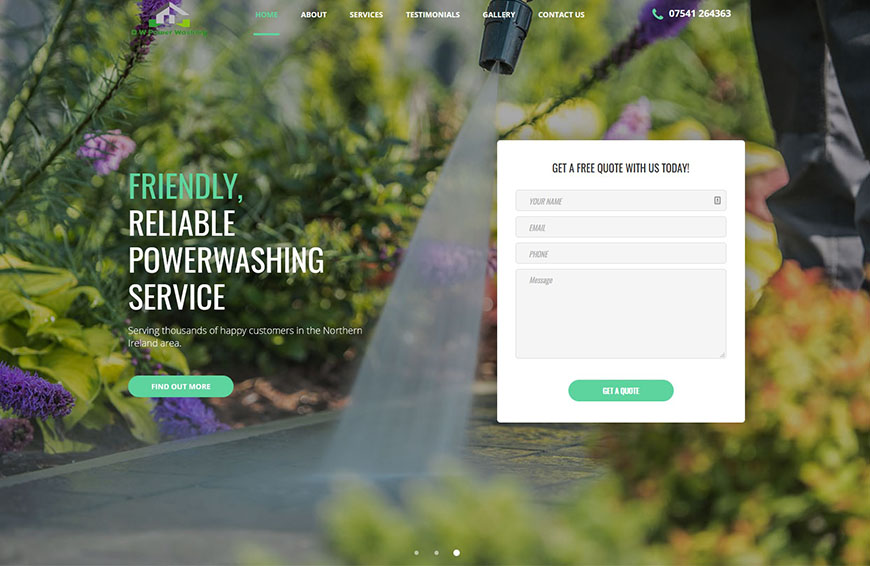 D W Power Washing
HOME ABOUT SERVICES TESTIMONIALS GALLERY CONTACT US
07541 264363
FRIENDLY,
RELIABLE
POWERWASHING
SERVICE
Serving thousands of happy customers in the Northern
Ireland area.
FIND OUT MORE
GET A FREE QUOTE WITH US TODAY!
YOUR NAME
EMAIL
PHONE
Message
GET A QUOTE